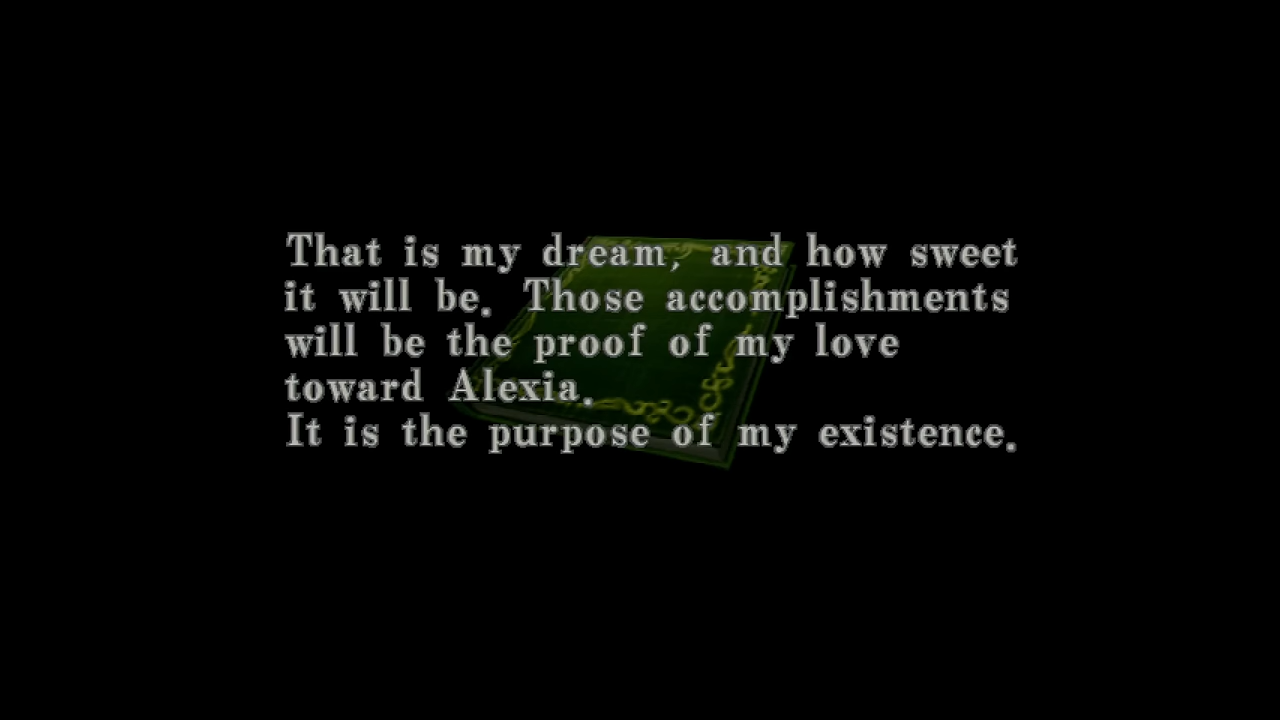 That is my dream, and how sweet
it will be. Those accomplishments
will be the proof of my love
toward Alexia.
It is the purpose of my existence.